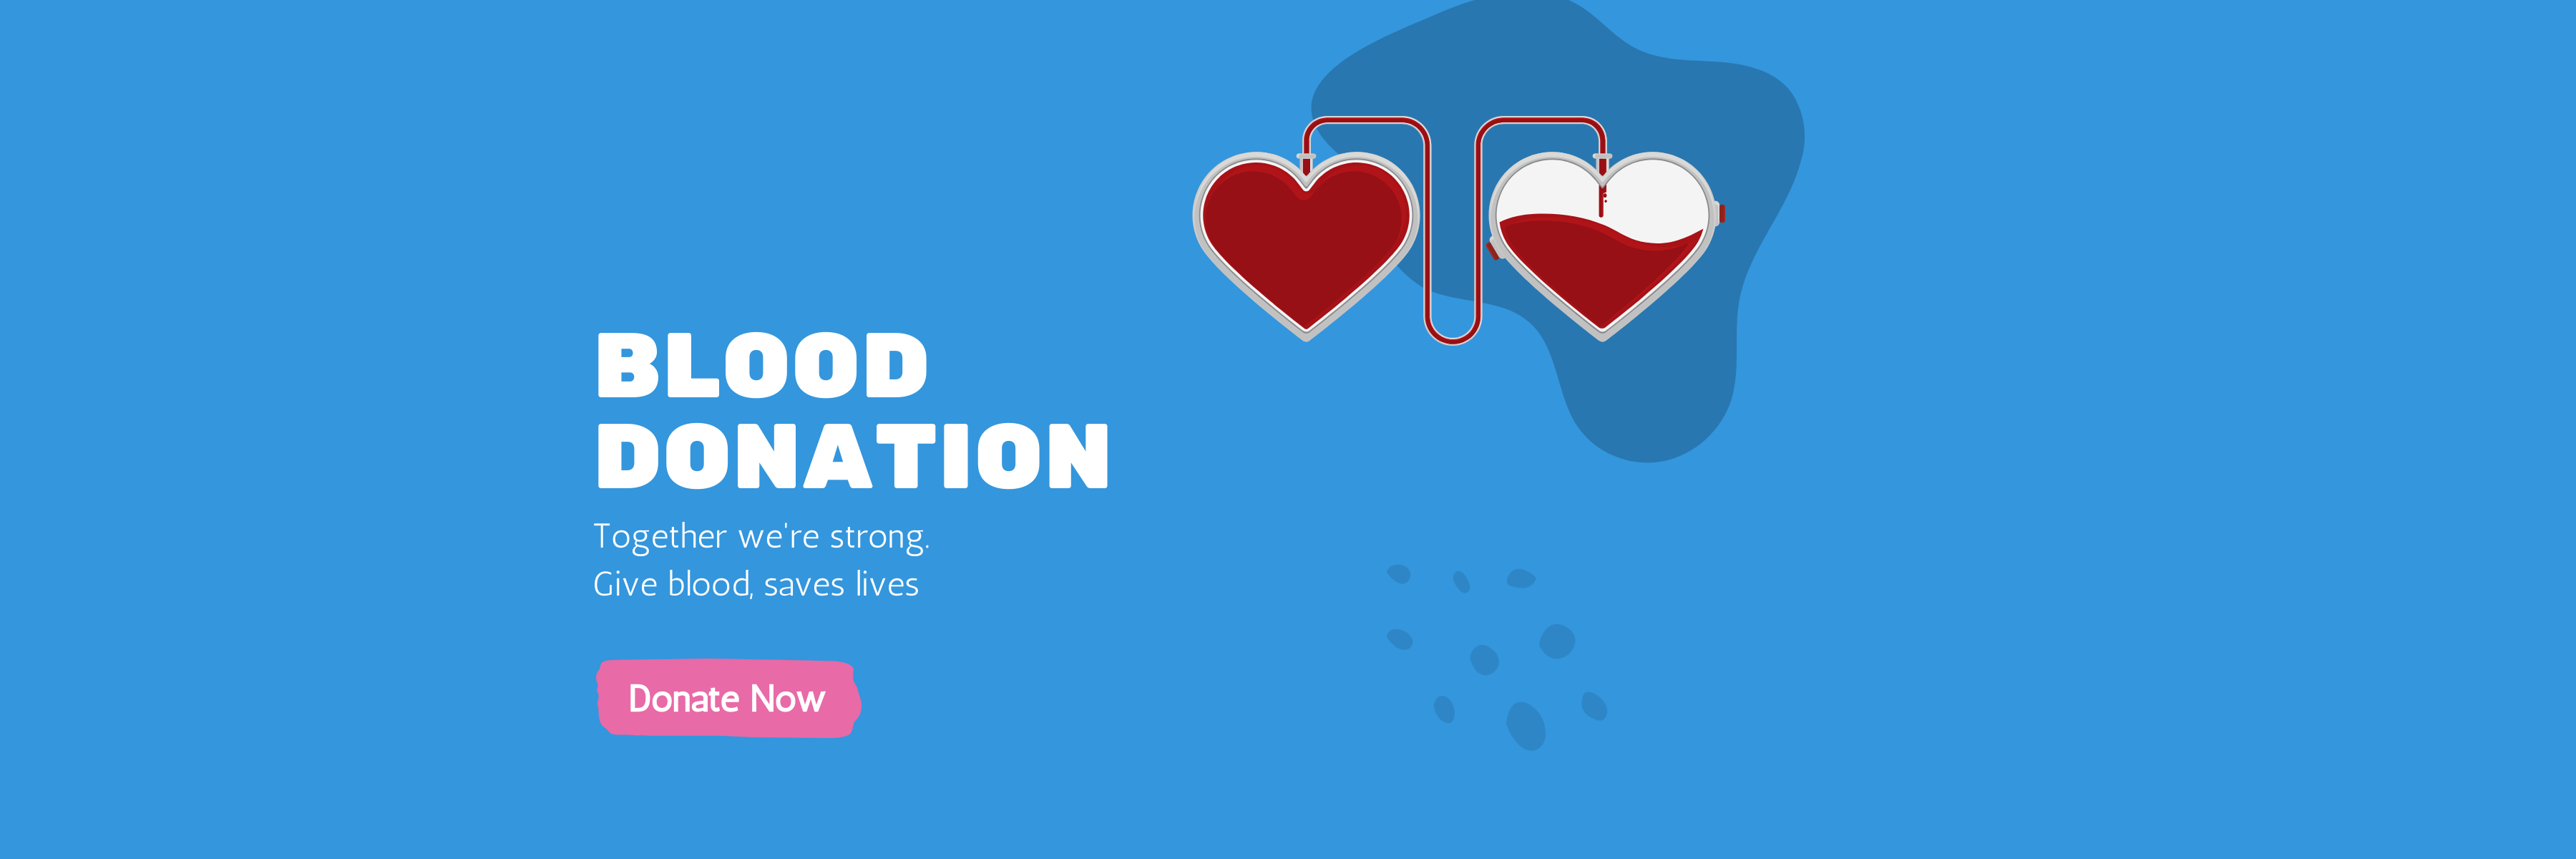 BLOOD
DONATION
Together we're strong.
Give blood, saves lives
Donate Now